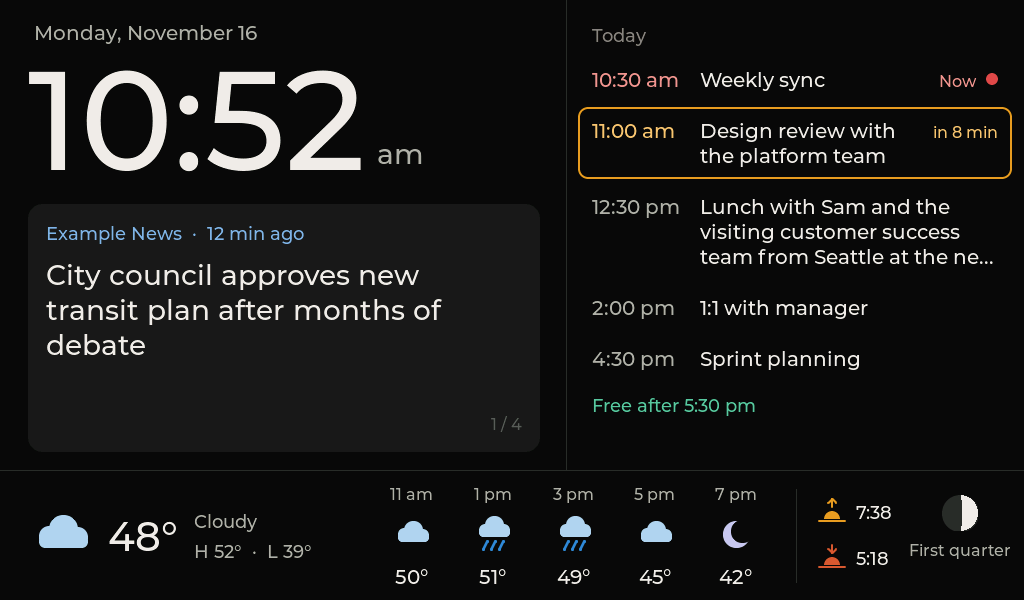 Monday, November 16
10:52 am
Example News · 12 min ago
City council approves new
transit plan after months of
debate
1 / 4
Today
10:30 am Weekly sync Now
11:00 am Design review with in 8 min
the platform team
12:30 pm Lunch with Sam and the
visiting customer success
team from Seattle at the ne...
2:00 pm 1:1 with manager
4:30 pm Sprint planning
Free after 5:30 pm
48° Cloudy
H 52° · L 39°
11 am 1 pm 3 pm 5 pm 7 pm
50° 51° 49° 45° 42°
7:38
5:18
First quarter